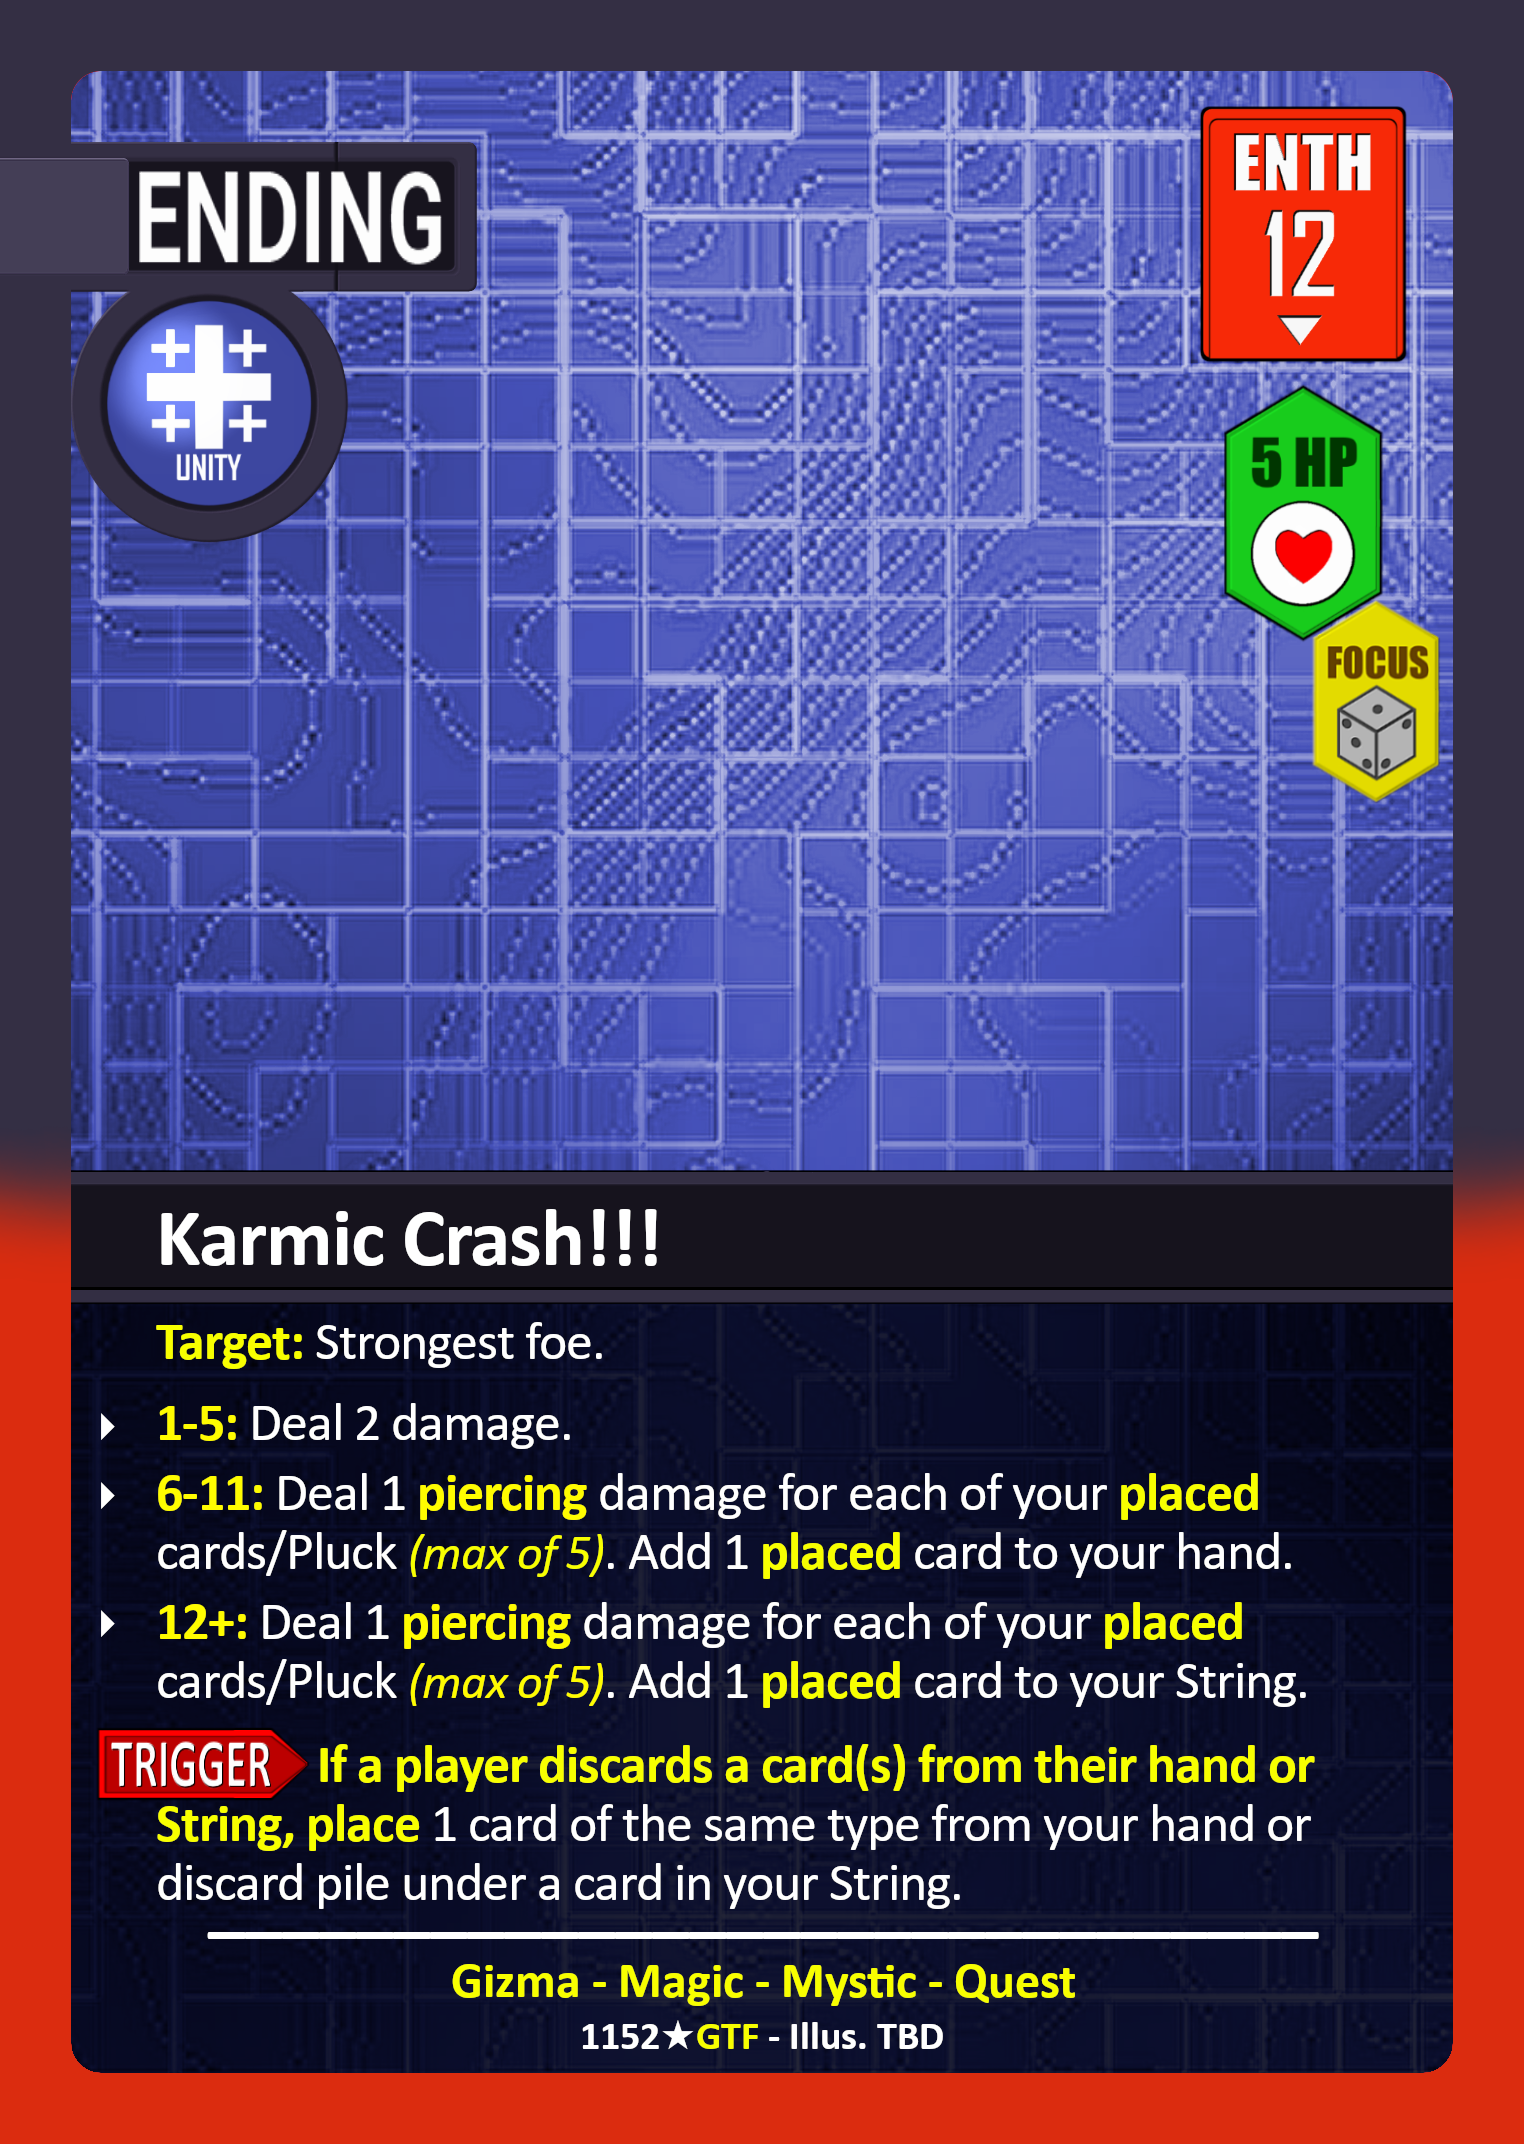 ENDING
ENTH
12
UNITY
5 HP
FOCUS
Karmic Crash!!!
Target: Strongest foe.
1-5: Deal 2 damage.
6-11: Deal 1 piercing damage for each of your placed
cards/Pluck (max of 5). Add 1 placed card to your hand.
12+: Deal 1 piercing damage for each of your placed
cards/Pluck (max of 5). Add 1 placed card to your String.
TRIGGER If a player discards a card(s) from their hand or
String, place 1 card of the same type from your hand or
discard pile under a card in your String.
Gizma - Magic - Mystic - Quest
1152★GTF - Illus. TBD